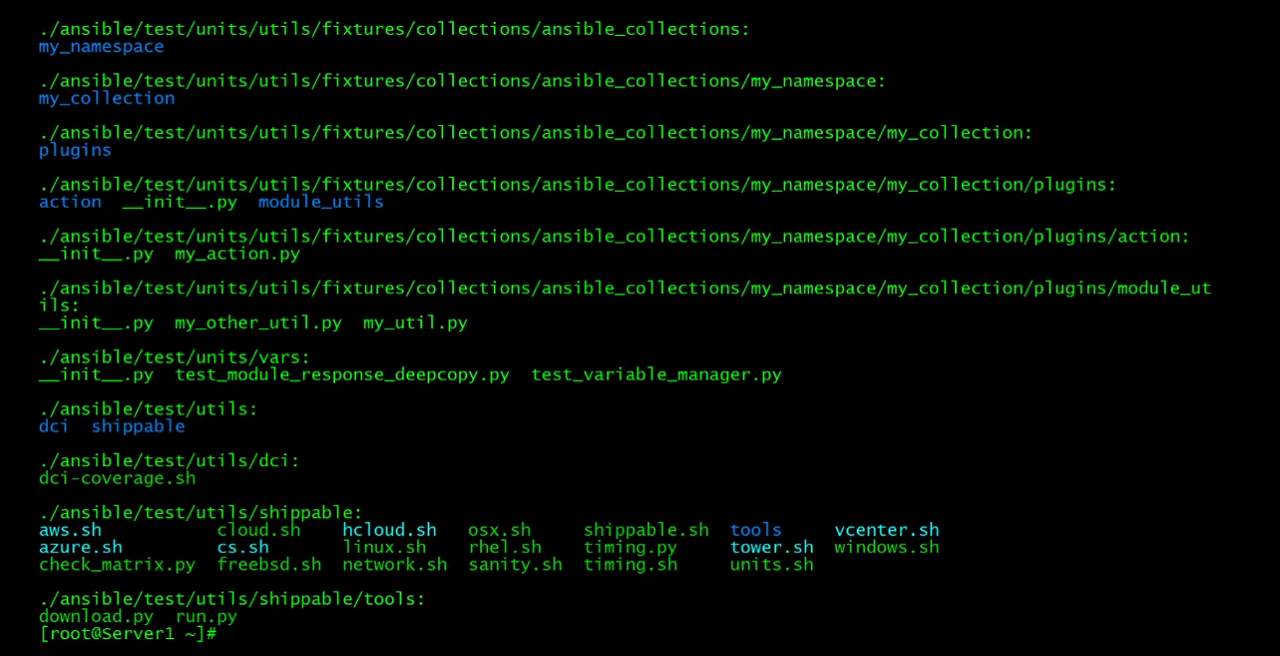 ./ansible/test/units/utils/fixtures/collections/ansible_collections:
my_namespace
./ansible/test/units/utils/fixtures/collections/ansible_collections/my_namespace:
my_collection
./ansible/test/units/utils/fixtures/collections/ansible_collections/my_namespace/my_collection:
plugins
./ansible/test/units/utils/fixtures/collections/ansible_collections/my_namespace/my_collection/plugins:
action  __init__.py  module_utils
./ansible/test/units/utils/fixtures/collections/ansible_collections/my_namespace/my_collection/plugins/action:
__init__.py  my_action.py
./ansible/test/units/utils/fixtures/collections/ansible_collections/my_namespace/my_collection/plugins/module_ut
ils:
__init__.py  my_other_util.py  my_util.py
./ansible/test/units/vars:
__init__.py  test_module_response_deepcopy.py  test_variable_manager.py
./ansible/test/utils:
dci  shippable
./ansible/test/utils/dci:
dci-coverage.sh
./ansible/test/utils/shippable:
aws.sh           cloud.sh    hcloud.sh   osx.sh     shippable.sh  tools     vcenter.sh
azure.sh         cs.sh       linux.sh    rhel.sh    timing.py     tower.sh  windows.sh
check_matrix.py  freebsd.sh  network.sh  sanity.sh  timing.sh     units.sh
./ansible/test/utils/shippable/tools:
download.py  run.py
[root@Server1 ~]#